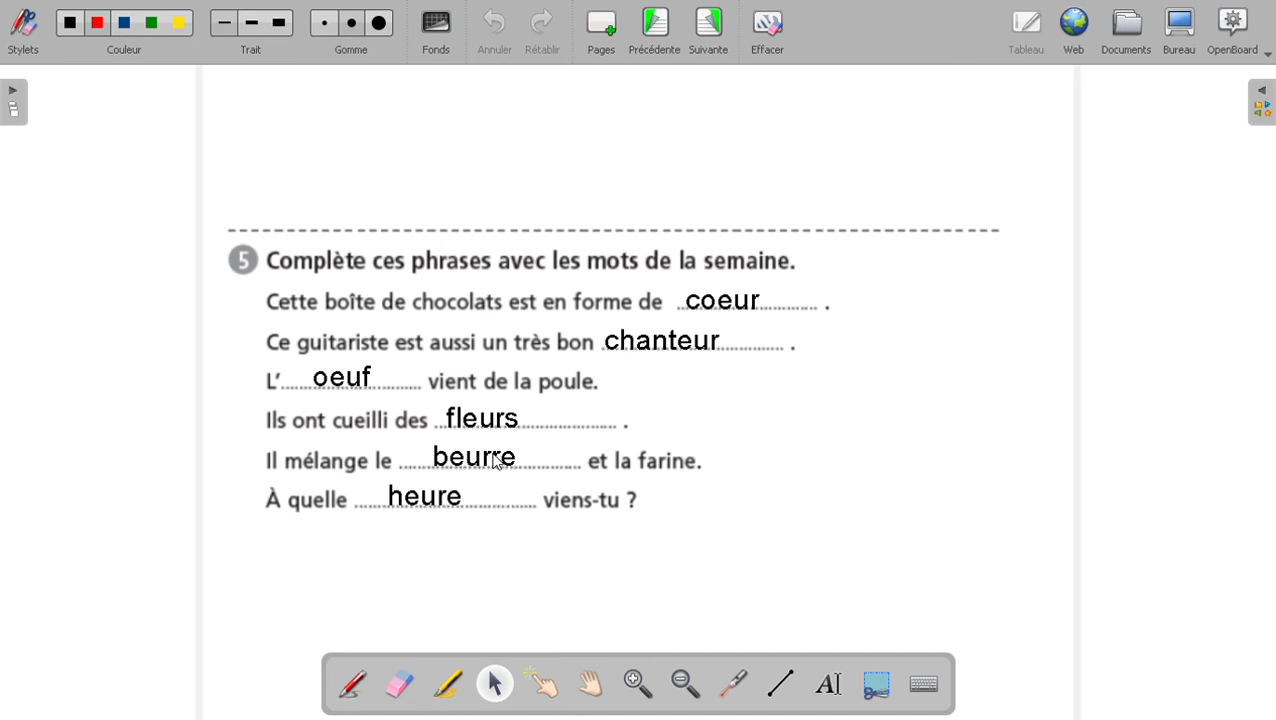 Stylets Couleur Trait Gomme Fonds Annuler Rétablir Pages Précédente Suivante Effacer Tableau Web Documents Bureau OpenBoard
5 Complète ces phrases avec les mots de la semaine.
Cette boîte de chocolats est en forme de coeur .
Ce guitariste est aussi un très bon chanteur .
L'oeuf vient de la poule.
Ils ont cueilli des fleurs .
Il mélange le beurre et la farine.
À quelle heure viens-tu ?
A